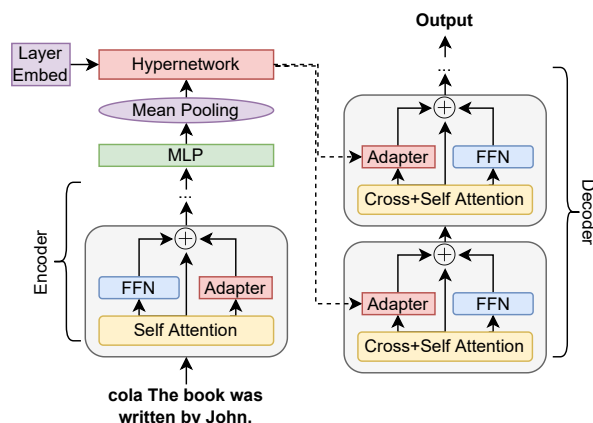 Output
Layer
Embed
Hypernetwork
...
Mean Pooling
MLP
Adapter
FFN
Cross+Self Attention
Decoder
...
Encoder
FFN
Adapter
Self Attention
Adapter
FFN
Cross+Self Attention
cola The book was
written by John.